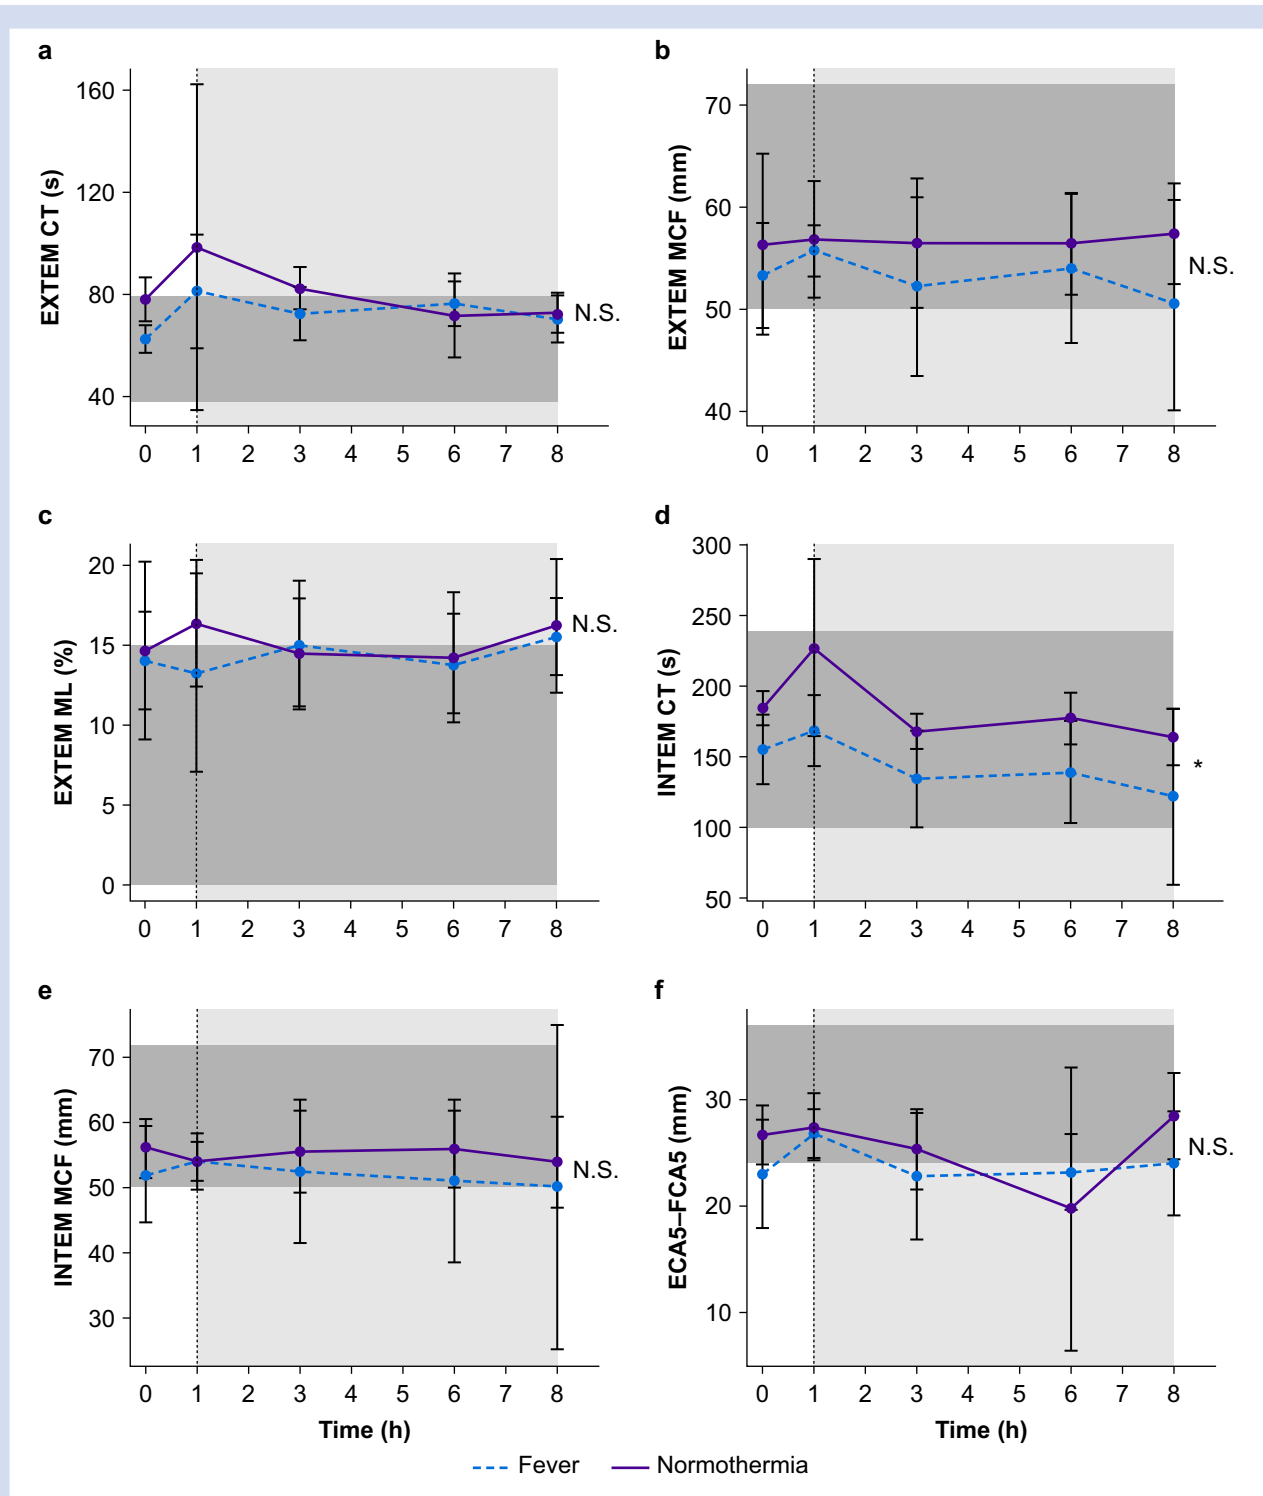 a
EXTEM CT (s)
160
120
80
40
N.S.
0 1 2 3 4 5 6 7 8
b
EXTEM MCF (mm)
70
60
50
40
N.S.
0 1 2 3 4 5 6 7 8
c
EXTEM ML (%)
20
15
10
5
0
N.S.
0 1 2 3 4 5 6 7 8
d
INTEM CT (s)
300
250
200
150
100
50
*
0 1 2 3 4 5 6 7 8
e
INTEM MCF (mm)
70
60
50
40
30
N.S.
0 1 2 3 4 5 6 7 8
Time (h)
f
ECA5–FCA5 (mm)
30
20
10
N.S.
0 1 2 3 4 5 6 7 8
Time (h)
Fever Normothermia